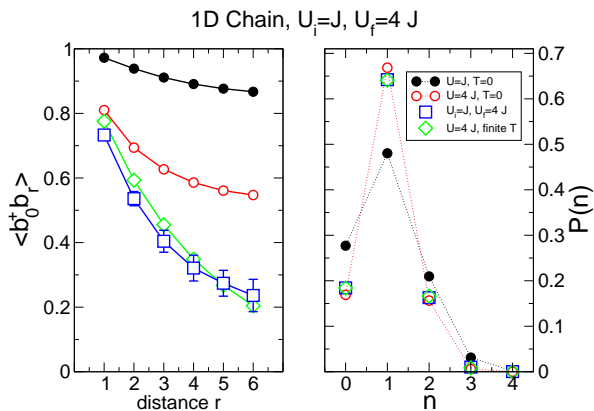 1D Chain, U_i=J, U_f=4 J
<b_0^+ b_r>
1
0.8
0.6
0.4
0.2
0
1 2 3 4 5 6
distance r
U=J, T=0
U=4 J, T=0
U_i=J, U_f=4 J
U=4 J, finite T
0.7
0.6
0.5
0.4
0.3
0.2
0.1
0
P(n)
0 1 2 3 4
n